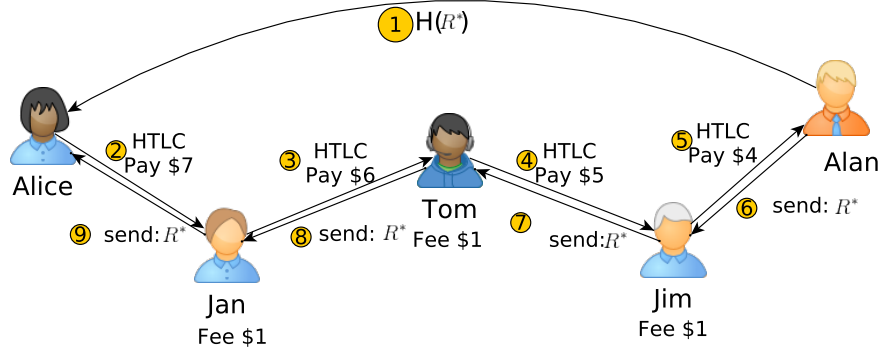 1 H(R*)
2 HTLC
Pay $7
3 HTLC
Pay $6
4 HTLC
Pay $5
5 HTLC
Pay $4
Alice
Tom
Fee $1
Alan
6 send: R*
7 send:R*
8 send: R*
9 send: R*
Jan
Fee $1
Jim
Fee $1